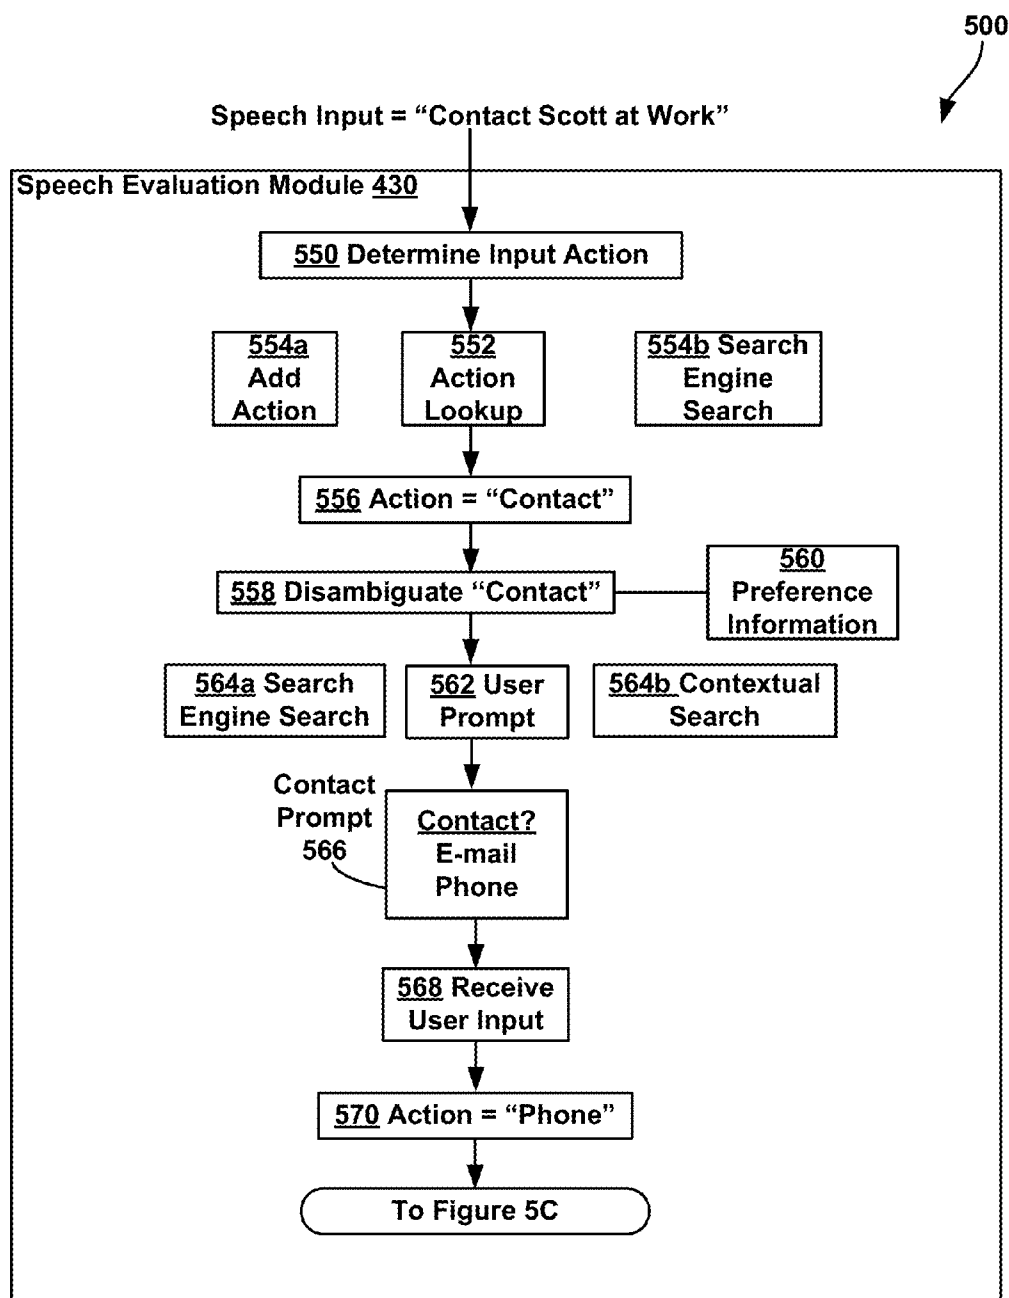 500
Speech Input = “Contact Scott at Work”
Speech Evaluation Module 430
550 Determine Input Action
554a
Add
Action
552
Action
Lookup
554b Search
Engine
Search
556 Action = “Contact”
558 Disambiguate “Contact”
560
Preference
Information
564a Search
Engine Search
562 User
Prompt
564b Contextual
Search
Contact
Prompt
566
Contact?
E-mail
Phone
568 Receive
User Input
570 Action = “Phone”
To Figure 5C